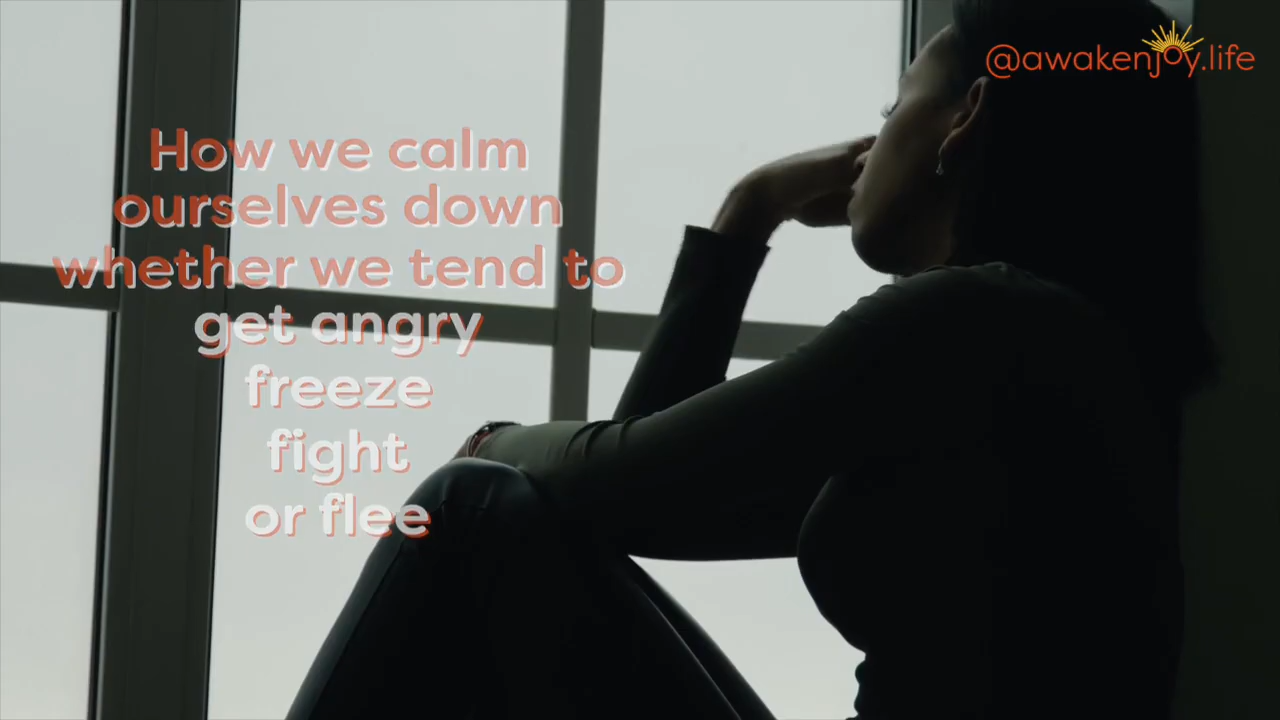 @awakenjoy.life
How we calm
ourselves down
whether we tend to
get angry
freeze
fight
or flee